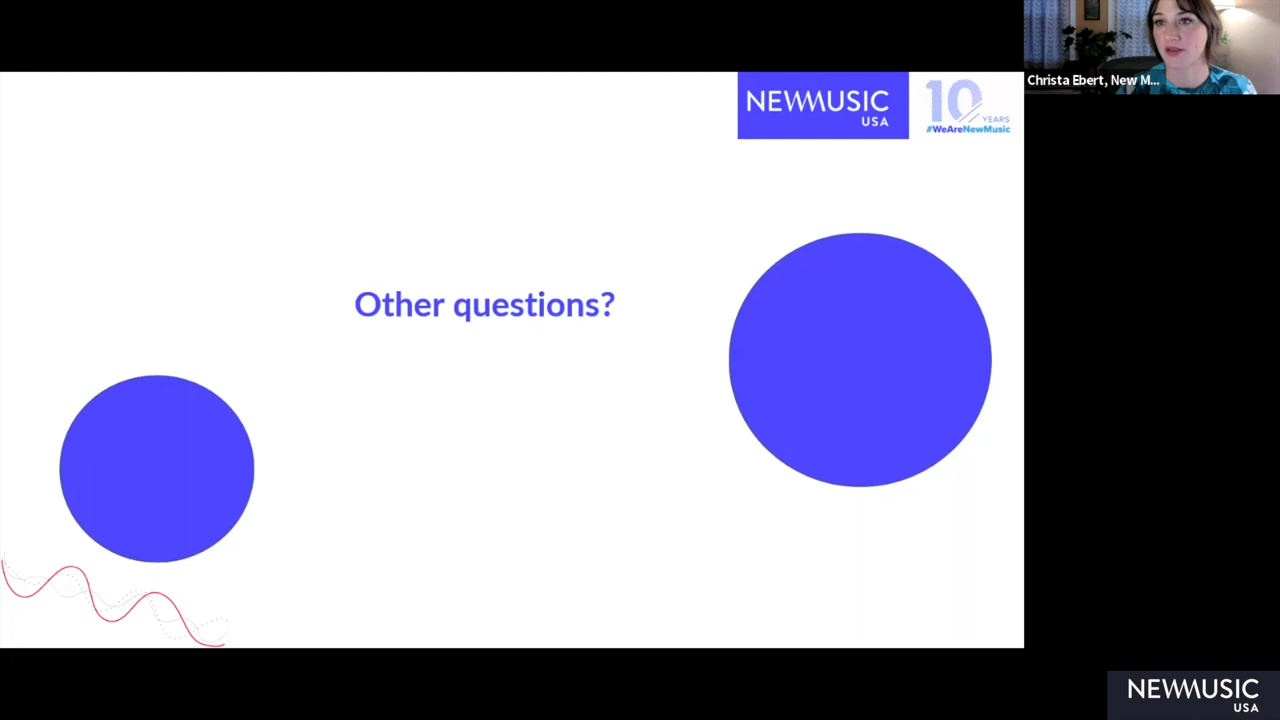 NEWMUSIC
USA
10
YEARS
#WeAreNewMusic
Christa Ebert, New M...
Other questions?
NEWMUSIC
USA